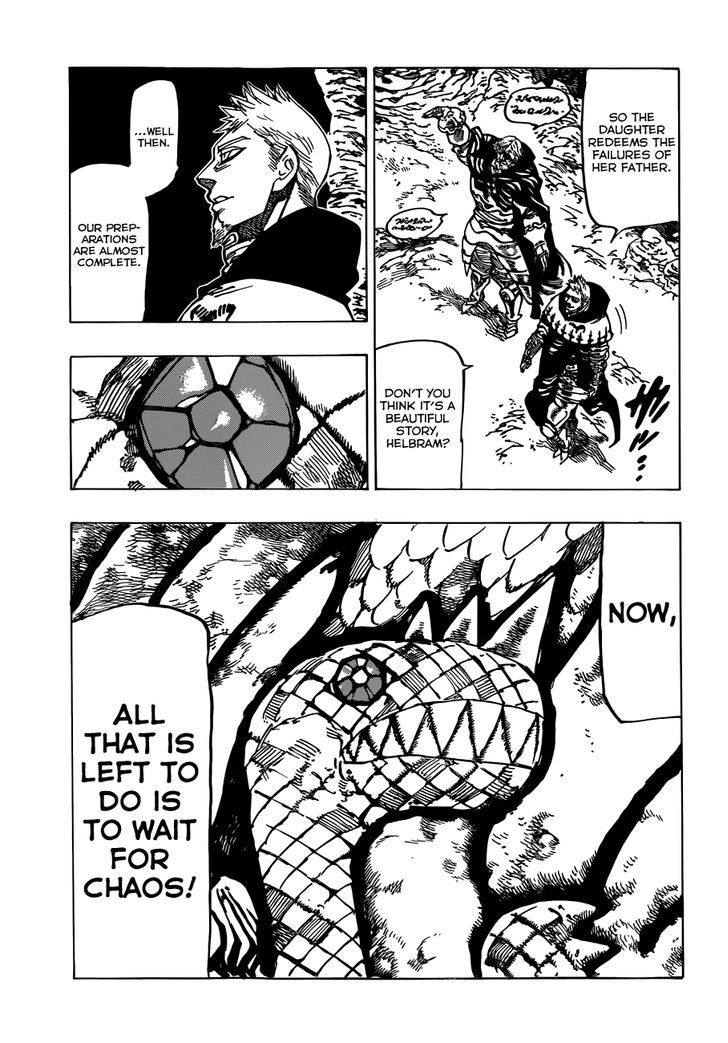 SO THE
DAUGHTER
REDEEMS THE
FAILURES OF
HER FATHER.
DON'T YOU
THINK IT'S A
BEAUTIFUL
STORY,
HELBRAM?
...WELL
THEN.
OUR PREP-
ARATIONS
ARE ALMOST
COMPLETE.
NOW,
ALL
THAT IS
LEFT TO
DO IS
TO WAIT
FOR
CHAOS!